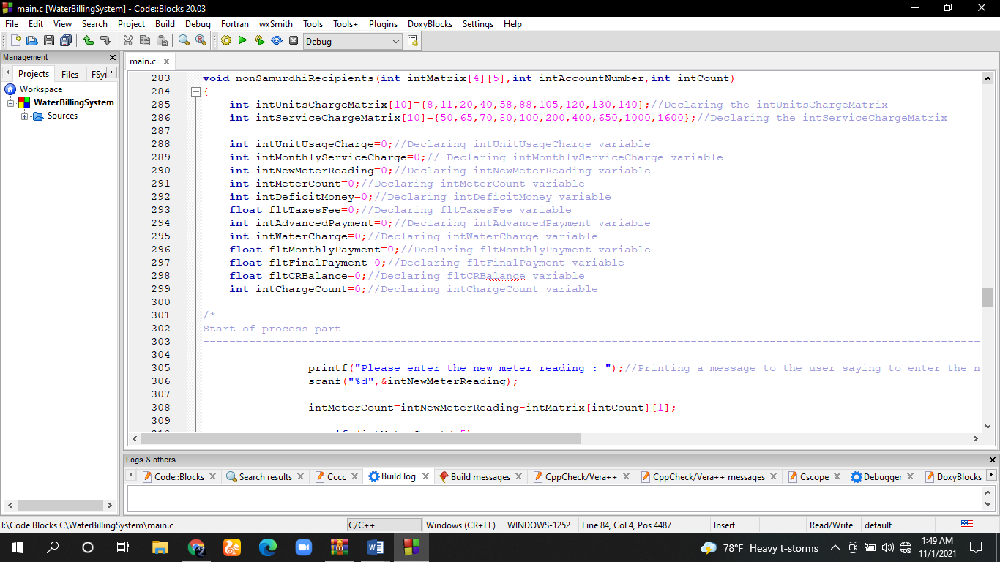 main.c [WaterBillingSystem] - Code::Blocks 20.03
File Edit View Search Project Build Debug Fortran wxSmith Tools Tools+ Plugins DoxyBlocks Settings Help
Debug
Management
Projects Files FSy
Workspace
WaterBillingSystem
Sources
main.c
283 void nonSamurdhiRecipients(int intMatrix[4][5],int intAccountNumber,int intCount)
284 {
285 int intUnitsChargeMatrix[10]={8,11,20,40,58,88,105,120,130,140};//Declaring the intUnitsChargeMatrix
286 int intServiceChargeMatrix[10]={50,65,70,80,100,200,400,650,1000,1600};//Declaring the intServiceChargeMatrix
287
288 int intUnitUsageCharge=0;//Declaring intUnitUsageCharge variable
289 int intMonthlyServiceCharge=0;// Declaring intMonthlyServiceCharge variable
290 int intNewMeterReading=0;//Declaring intNewMeterReading variable
291 int intMeterCount=0;//Declaring intMeterCount variable
292 int intDeficitMoney=0;//Declaring intDeficitMoney variable
293 float fltTaxesFee=0;//Declaring fltTaxesFee variable
294 int intAdvancedPayment=0;//Declaring intAdvancedPayment variable
295 int intWaterCharge=0;//Declaring intWaterCharge variable
296 float fltMonthlyPayment=0;//Declaring fltMonthlyPayment variable
297 float fltFinalPayment=0;//Declaring fltFinalPayment variable
298 float fltCRBalance=0;//Declaring fltCRBalance variable
299 int intChargeCount=0;//Declaring intChargeCount variable
300
301 /*--------------------------------------------------------------------------------------------------------------------
302 Start of process part
303 ----------------------------------------------------------------------------------------------------------------------
304
305 printf("Please enter the new meter reading : ");//Printing a message to the user saying to enter the n
306 scanf("%d",&intNewMeterReading);
307
308 intMeterCount=intNewMeterReading-intMatrix[intCount][1];
309
Logs & others
Code::Blocks Search results Cccc Build log Build messages CppCheck/Vera++ CppCheck/Vera++ messages Cscope Debugger DoxyBlocks
I:\Code Blocks C\WaterBillingSystem\main.c C/C++ Windows (CR+LF) WINDOWS-1252 Line 84, Col 4, Pos 4487 Insert Read/Write default
78°F Heavy t-storms 1:49 AM
11/1/2021